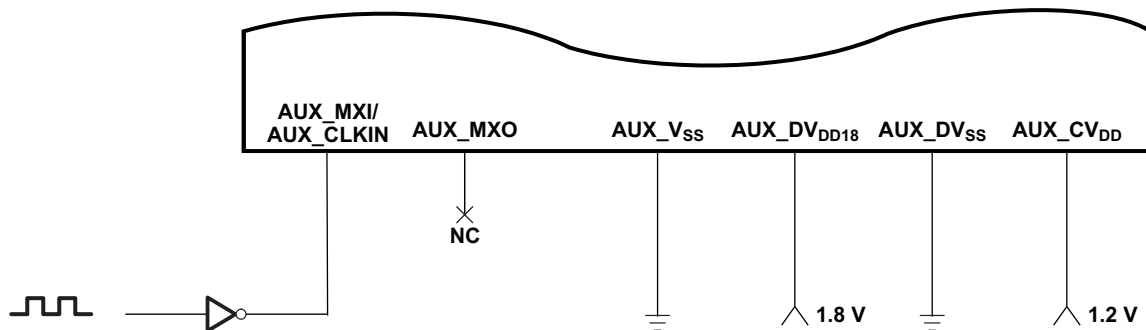 AUX_MXI/
AUX_CLKIN
AUX_MXO
AUX_VSS
AUX_DVDD18
AUX_DVSS
AUX_CVDD
NC
1.8 V
1.2 V